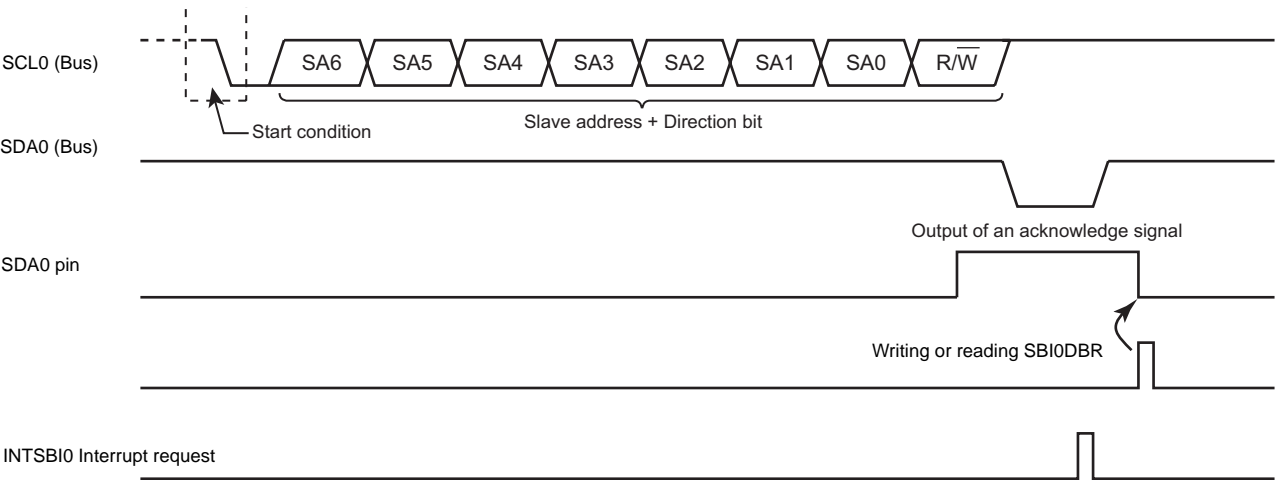 SCL0 (Bus)
SA6 SA5 SA4 SA3 SA2 SA1 SA0 R/W̅
Start condition
Slave address + Direction bit
SDA0 (Bus)
Output of an acknowledge signal
SDA0 pin
Writing or reading SBI0DBR
INTSBI0 Interrupt request